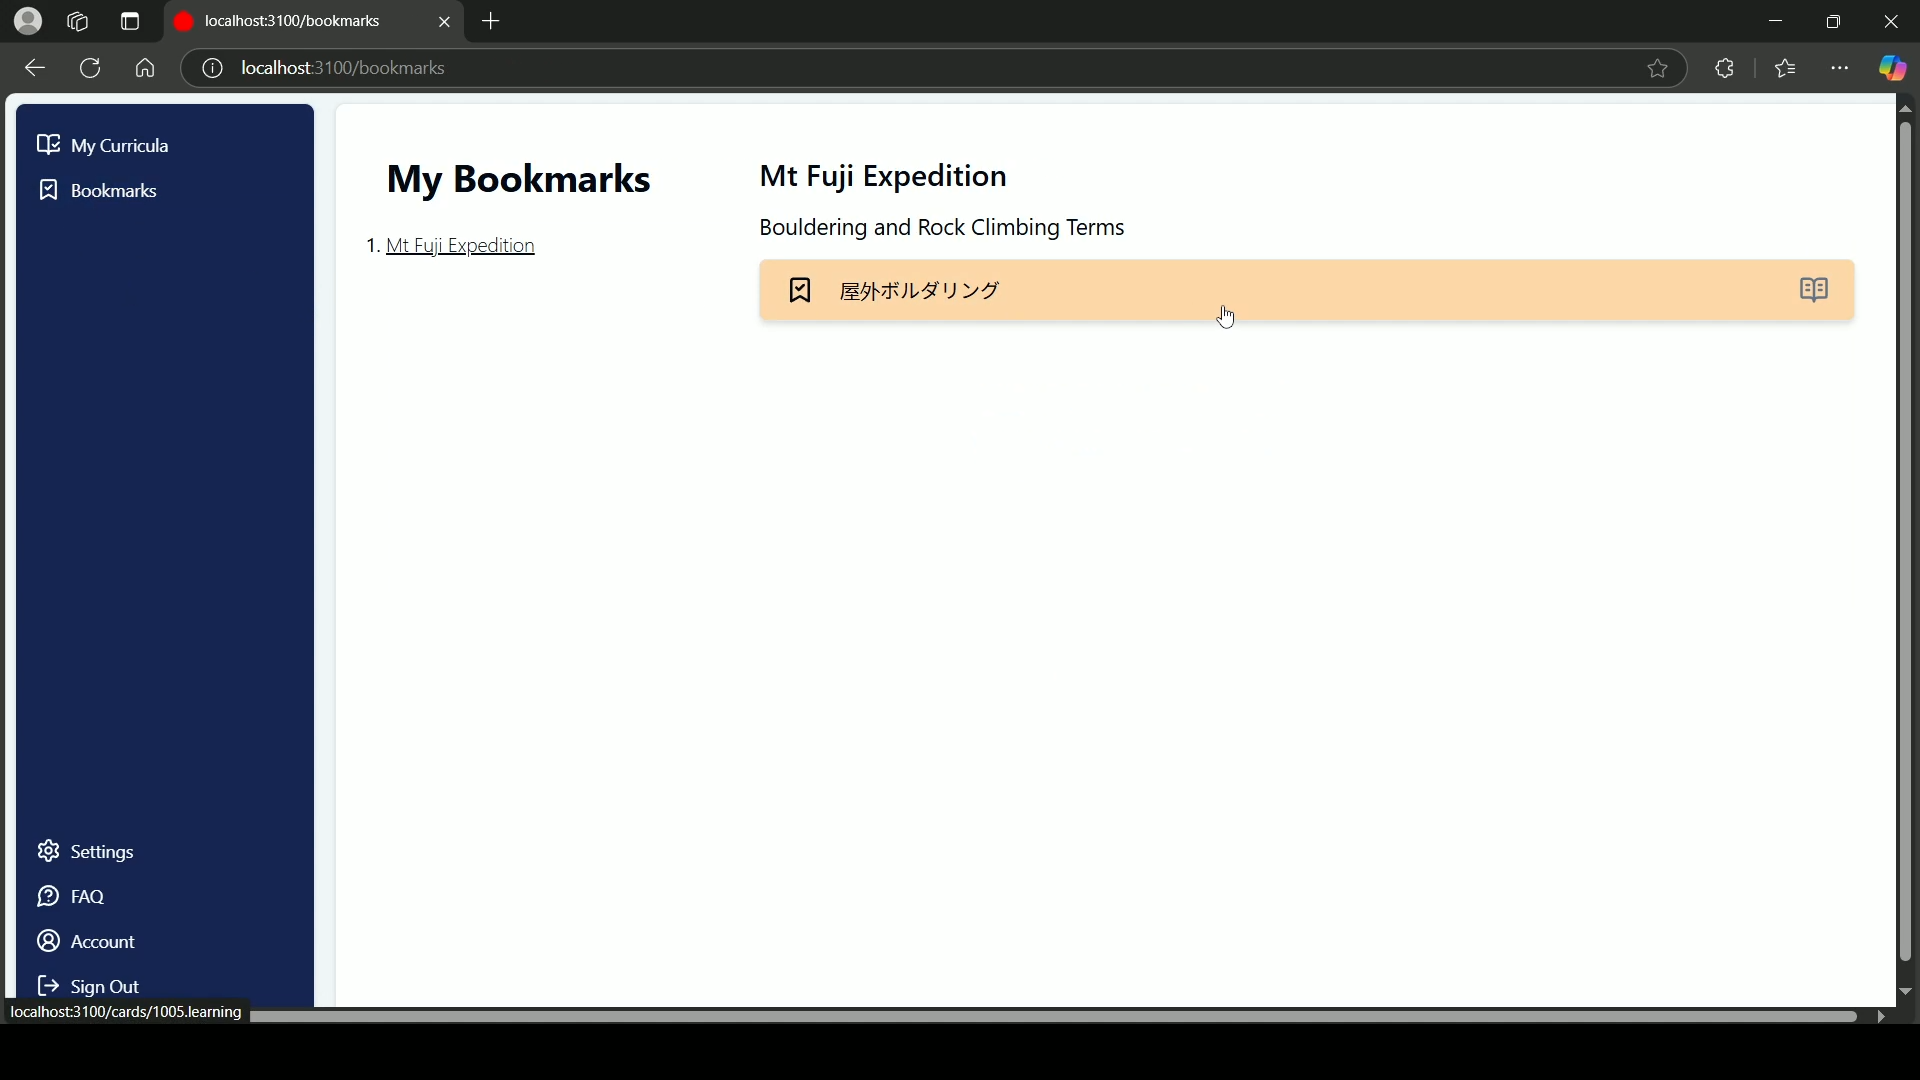 localhost:3100/bookmarks
localhost:3100/bookmarks
My Curricula
Bookmarks
Settings
FAQ
Account
Sign Out
My Bookmarks
1. Mt Fuji Expedition
Mt Fuji Expedition
Bouldering and Rock Climbing Terms
屋外ボルダリング
localhost:3100/cards/1005.learning